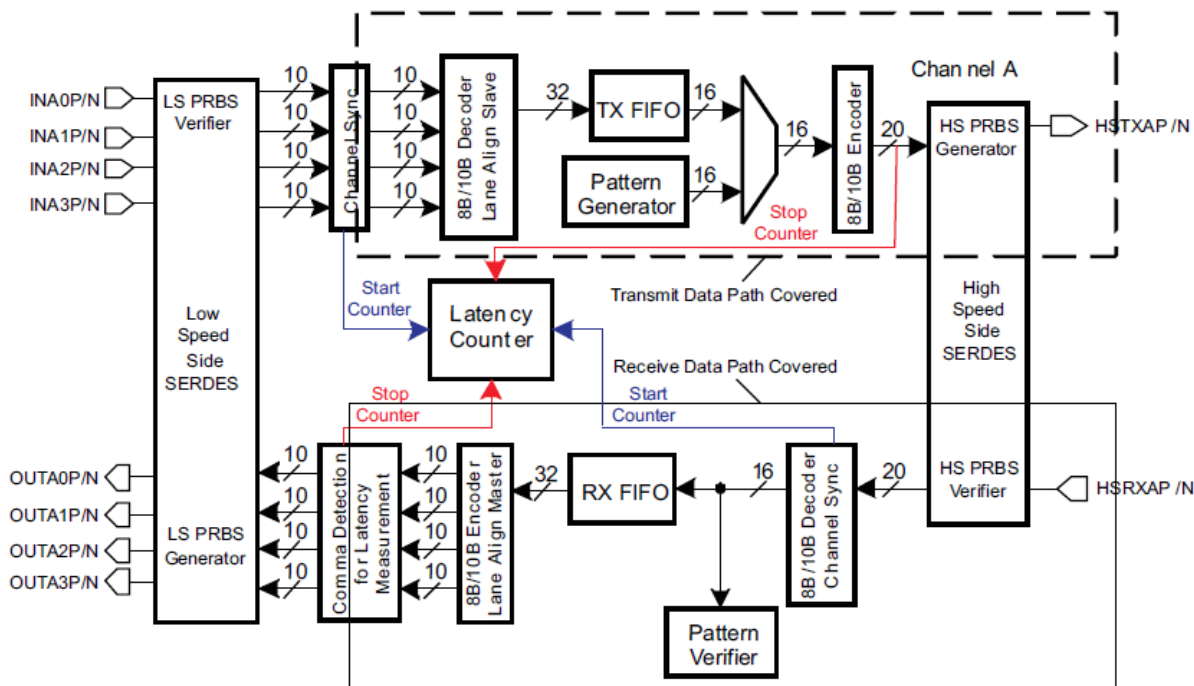 Channel A
INA0P/N
INA1P/N
INA2P/N
INA3P/N
LS PRBS
Verifier
10
10
10
10
Channel Sync
10
10
10
10
8B/10B Decoder
Lane Align Slave
32
TX FIFO
16
Pattern
Generator
16
16
8B/10B Encoder
20
HS PRBS
Generator
HSTXAP/N
Stop
Counter
Start
Counter
Latency
Counter
Transmit Data Path Covered
Low
Speed
Side
SERDES
High
Speed
Side
SERDES
Receive Data Path Covered
Stop
Counter
Start
Counter
OUTA0P/N
OUTA1P/N
OUTA2P/N
OUTA3P/N
LS PRBS
Generator
10
10
10
10
Comma Detection
for Latency
Measurement
10
10
10
10
8B/10B Encoder
Lane Align Master
32
RX FIFO
16
8B/10B Decoder
Channel Sync
20
HS PRBS
Verifier
HSRXAP/N
Pattern
Verifier